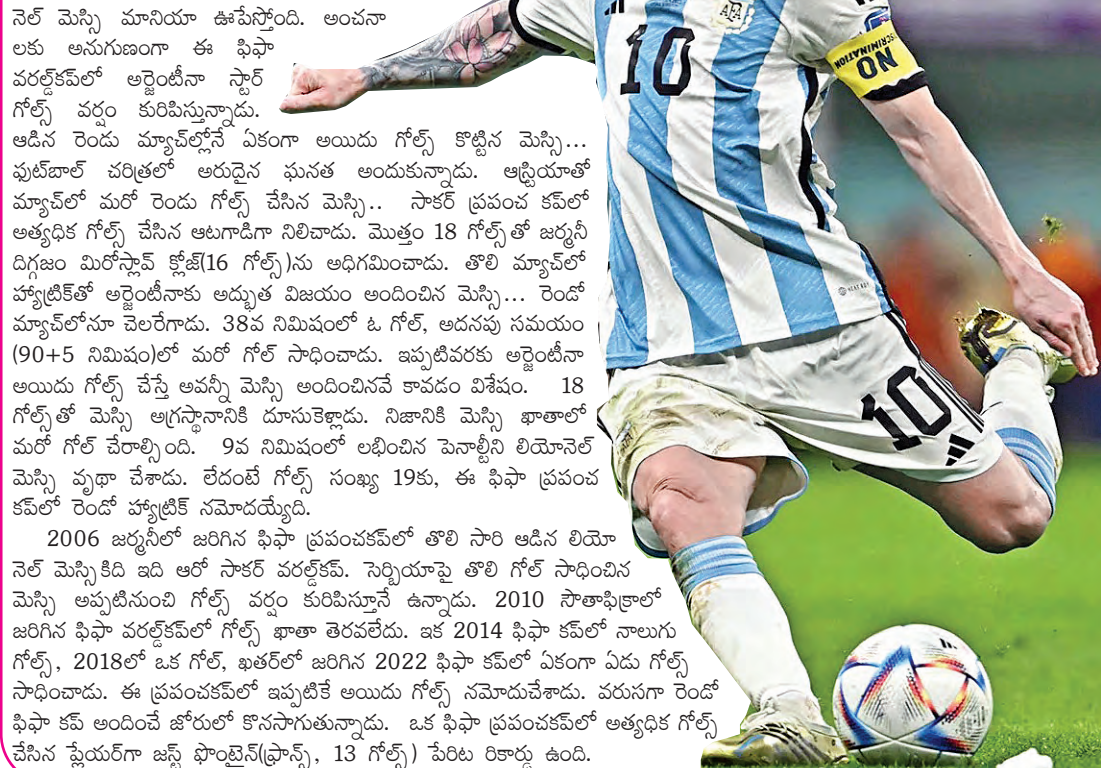 నెల్ మెస్సి మానియా ఊపేస్తోంది. అంచనా
లకు అనుగుణంగా ఈ ఫిఫా
వరల్డ్‌కప్‌లో అర్జెంటీనా స్టార్
గోల్స్ వర్షం కురిపిస్తున్నాడు.
ఆడిన రెండు మ్యాచ్‌ల్లోనే ఏకంగా అయిదు గోల్స్ కొట్టిన మెస్సి...
ఫుట్‌బాల్ చరిత్రలో అరుదైన ఘనత అందుకున్నాడు. ఆస్ట్రియాతో
మ్యాచ్‌లో మరో రెండు గోల్స్ చేసిన మెస్సి.. సాకర్ ప్రపంచ కప్‌లో
అత్యధిక గోల్స్ చేసిన ఆటగాడిగా నిలిచాడు. మొత్తం 18 గోల్స్‌తో జర్మనీ
దిగ్గజం మిరోస్లావ్ క్లోజ్(16 గోల్స్)ను అధిగమించాడు. తొలి మ్యాచ్‌లో
హ్యాట్రిక్‌తో అర్జెంటీనాకు అద్భుత విజయం అందించిన మెస్సి... రెండో
మ్యాచ్‌లోనూ చెలరేగాడు. 38వ నిమిషంలో ఓ గోల్, అదనపు సమయం
(90+5 నిమిషం)లో మరో గోల్ సాధించాడు. ఇప్పటివరకు అర్జెంటీనా
అయిదు గోల్స్ చేస్తే అవన్నీ మెస్సి అందించినవే కావడం విశేషం. 18
గోల్స్‌తో మెస్సి అగ్రస్థానానికి దూసుకెళ్లాడు. నిజానికి మెస్సి ఖాతాలో
మరో గోల్ చేరాల్సింది. 9వ నిమిషంలో లభించిన పెనాల్టీని లియోనెల్
మెస్సి వృథా చేశాడు. లేదంటే గోల్స్ సంఖ్య 19కు, ఈ ఫిఫా ప్రపంచ
కప్‌లో రెండో హ్యాట్రిక్ నమోదయ్యేది.
2006 జర్మనీలో జరిగిన ఫిఫా ప్రపంచకప్‌లో తొలి సారి ఆడిన లియో
నెల్ మెస్సికిది ఇది ఆరో సాకర్ వరల్డ్‌కప్. సెర్బియాపై తొలి గోల్ సాధించిన
మెస్సి అప్పటినుంచి గోల్స్ వర్షం కురిపిస్తూనే ఉన్నాడు. 2010 సౌతాఫ్రికాలో
జరిగిన ఫిఫా వరల్డ్‌కప్‌లో గోల్స్ ఖాతా తెరవలేదు. ఇక 2014 ఫిఫా కప్‌లో నాలుగు
గోల్స్, 2018లో ఒక గోల్, ఖతర్‌లో జరిగిన 2022 ఫిఫా కప్‌లో ఏకంగా ఏడు గోల్స్
సాధించాడు. ఈ ప్రపంచకప్‌లో ఇప్పటికే అయిదు గోల్స్ నమోదుచేశాడు. వరుసగా రెండో
ఫిఫా కప్ అందించే జోరులో కొనసాగుతున్నాడు. ఒక ఫిఫా ప్రపంచకప్‌లో అత్యధిక గోల్స్
చేసిన ప్లేయర్‌గా జస్ట్ ఫొంటైన్(ఫ్రాన్స్, 13 గోల్స్) పేరిట రికార్డు ఉంది.
AFA
10
NO
DISCRIMINATION
10